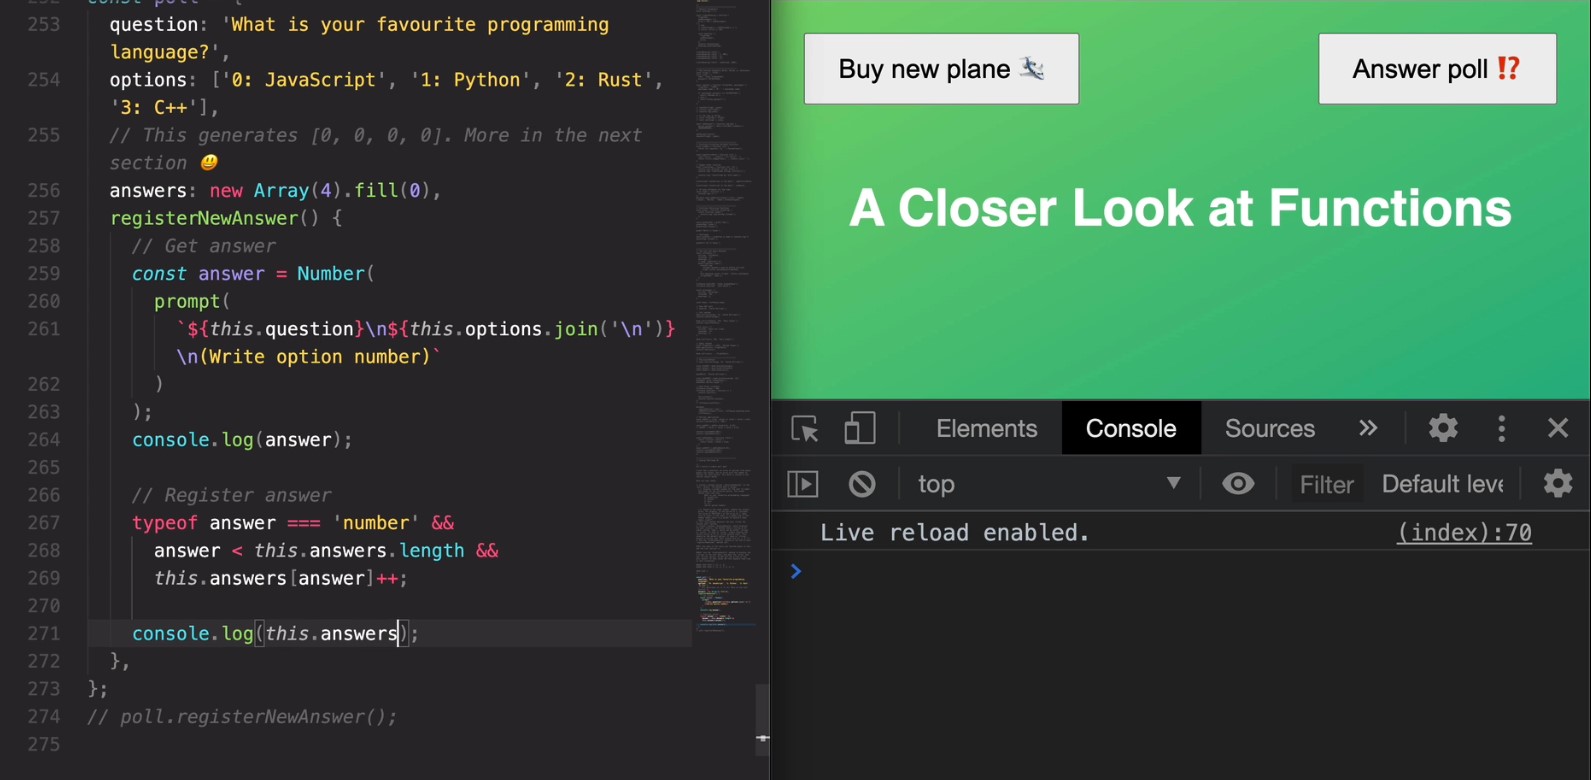 252 const poll = {
253 question: 'What is your favourite programming
language?',
254 options: ['0: JavaScript', '1: Python', '2: Rust',
'3: C++'],
255 // This generates [0, 0, 0, 0]. More in the next
section 😃
256 answers: new Array(4).fill(0),
257 registerNewAnswer() {
258 // Get answer
259 const answer = Number(
260 prompt(
261 `${this.question}\n${this.options.join('\n')}
\n(Write option number)`
262 )
263 );
264 console.log(answer);
265
266 // Register answer
267 typeof answer === 'number' &&
268 answer < this.answers.length &&
269 this.answers[answer]++;
270
271 console.log(this.answers);
272 },
273 };
274 // poll.registerNewAnswer();
275
Buy new plane 🛩
Answer poll ⁉️
A Closer Look at Functions
Elements Console Sources »
top Filter Default leve
Live reload enabled. (index):70
>